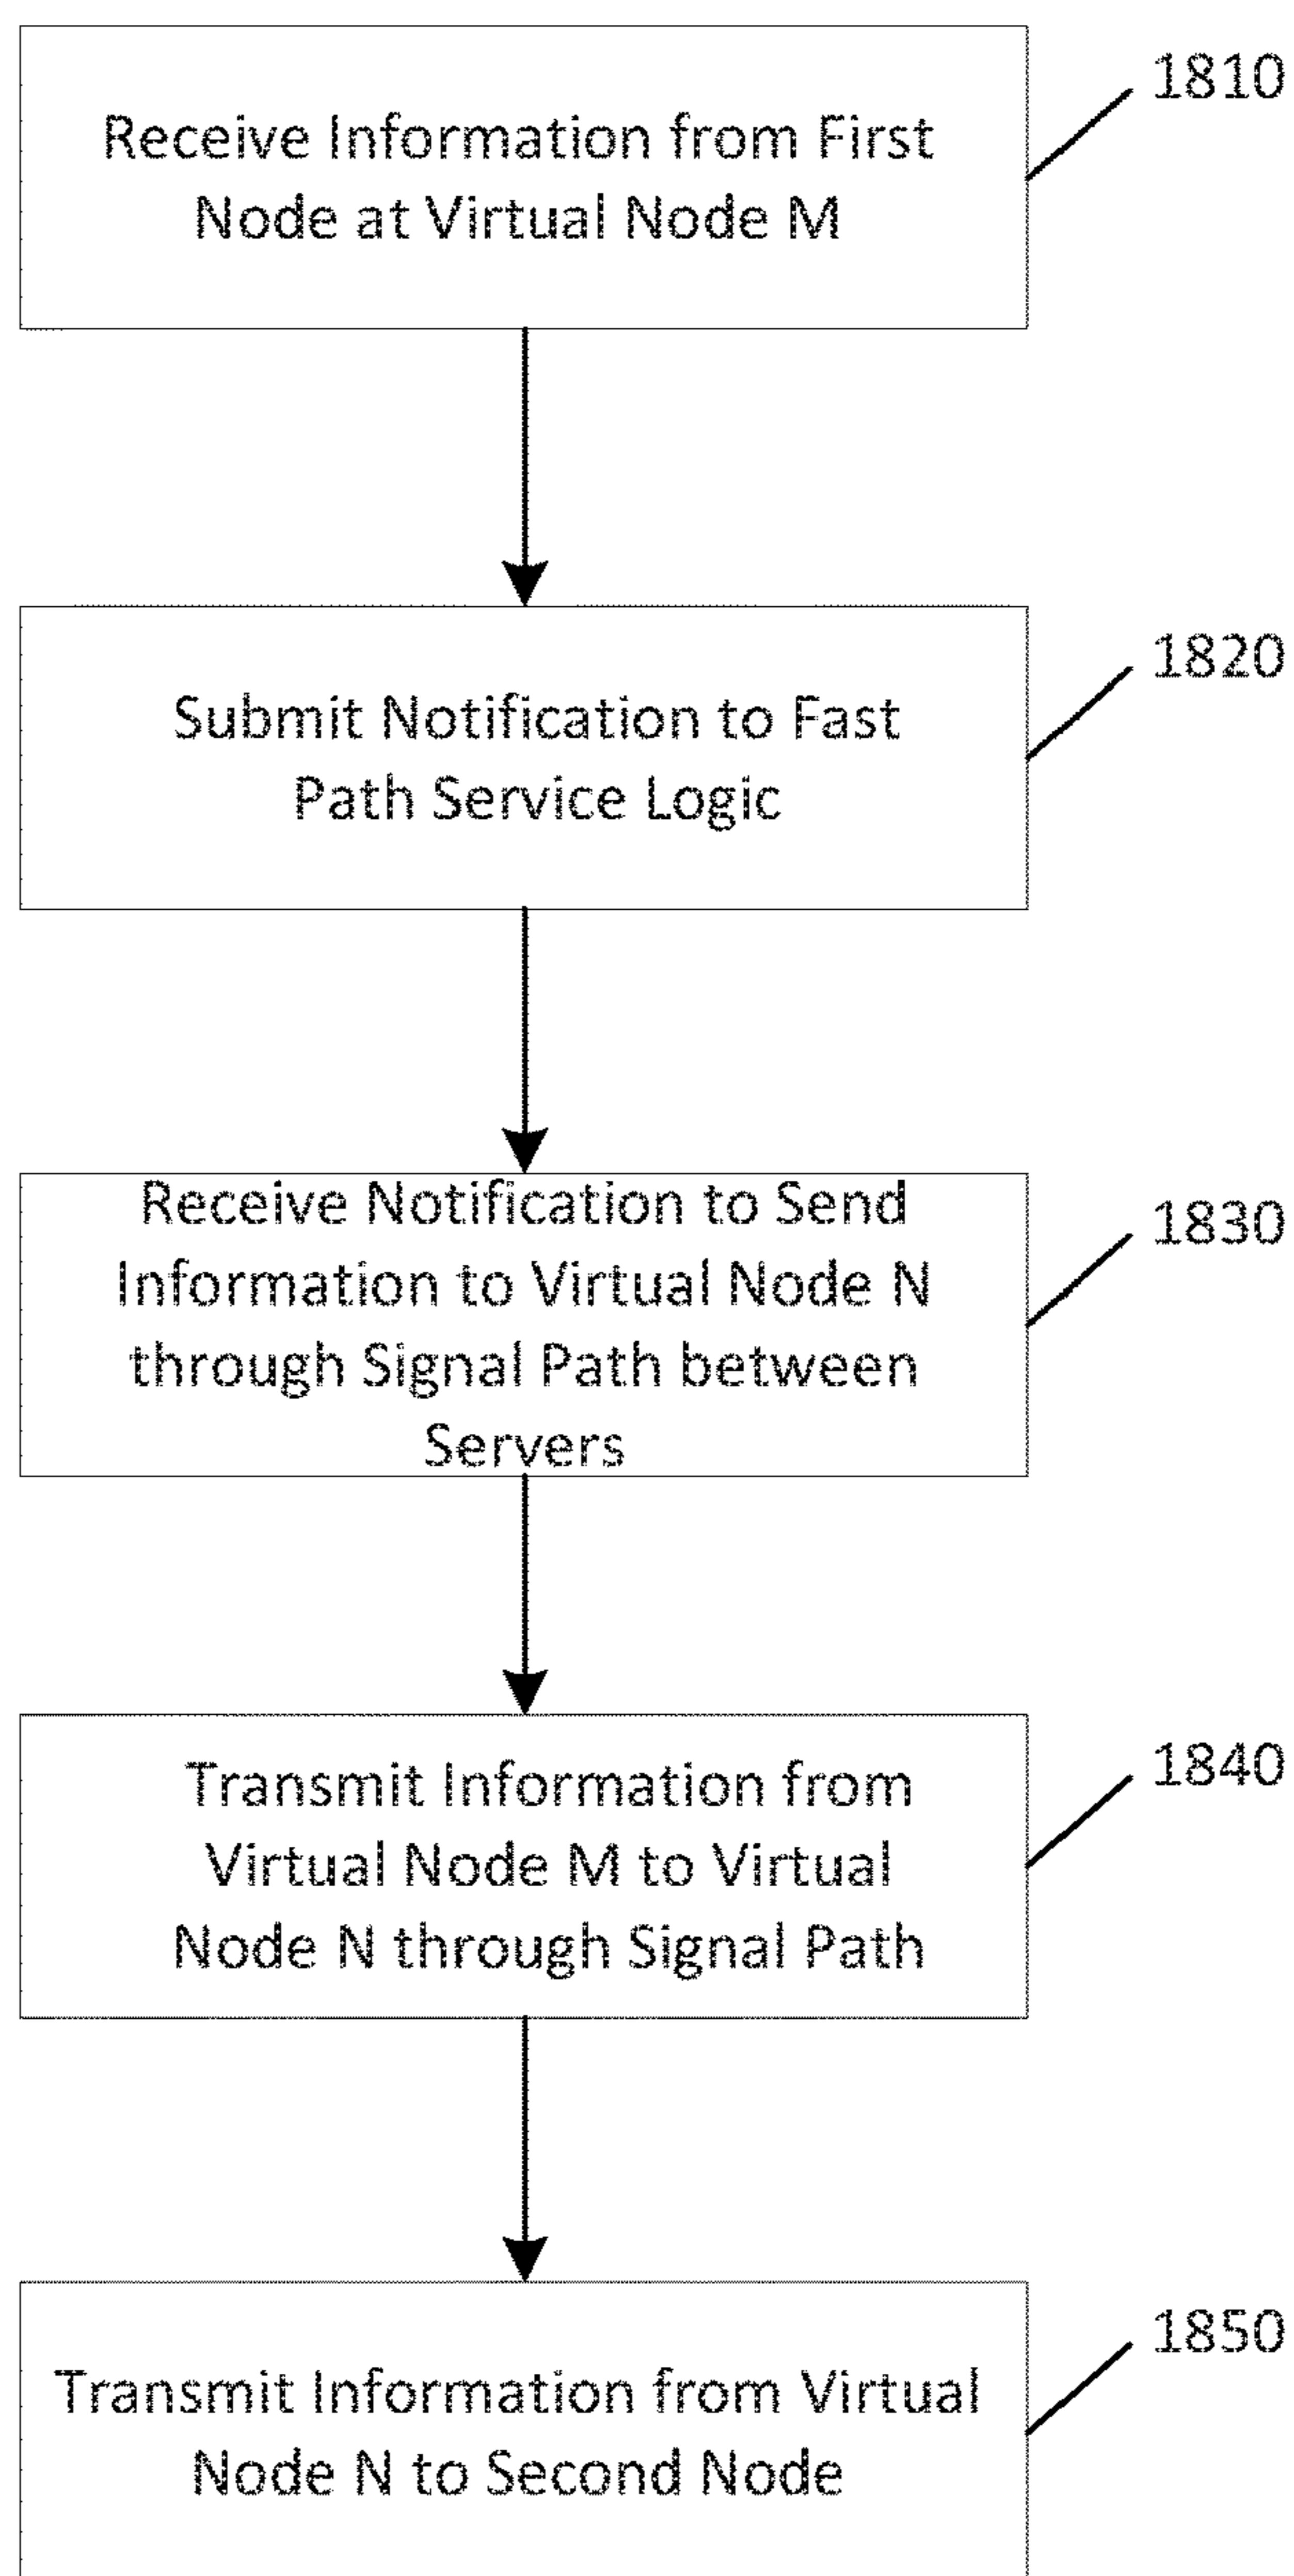 Receive Information from First
Node at Virtual Node M
1810
Submit Notification to Fast
Path Service Logic
1820
Receive Notification to Send
Information to Virtual Node N
through Signal Path between
Servers
1830
Transmit Information from
Virtual Node M to Virtual
Node N through Signal Path
1840
Transmit Information from Virtual
Node N to Second Node
1850